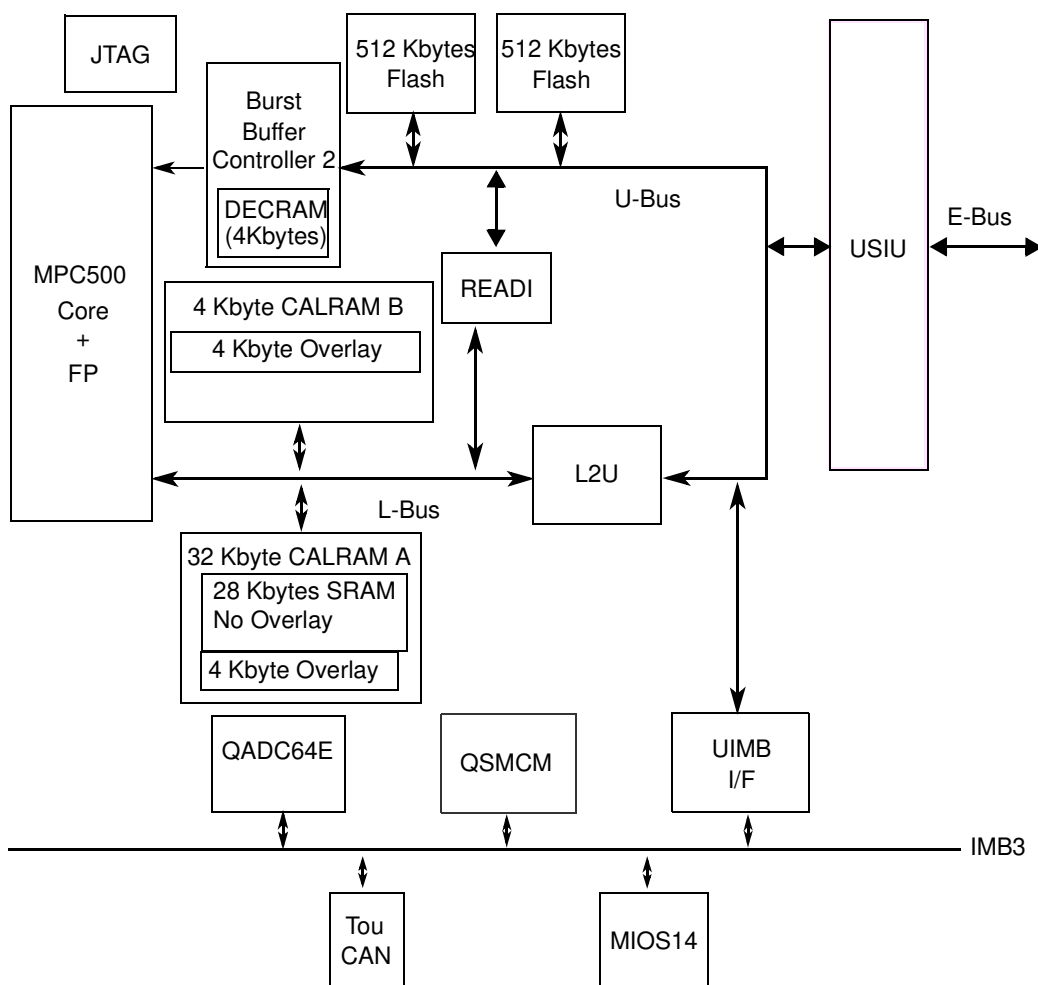 JTAG
512 Kbytes
Flash
512 Kbytes
Flash
Burst
Buffer
Controller 2
DECRAM
(4Kbytes)
U-Bus
E-Bus
USIU
MPC500
Core
+
FP
READI
4 Kbyte CALRAM B
4 Kbyte Overlay
L2U
L-Bus
32 Kbyte CALRAM A
28 Kbytes SRAM
No Overlay
4 Kbyte Overlay
QADC64E
QSMCM
UIMB
I/F
IMB3
Tou
CAN
MIOS14